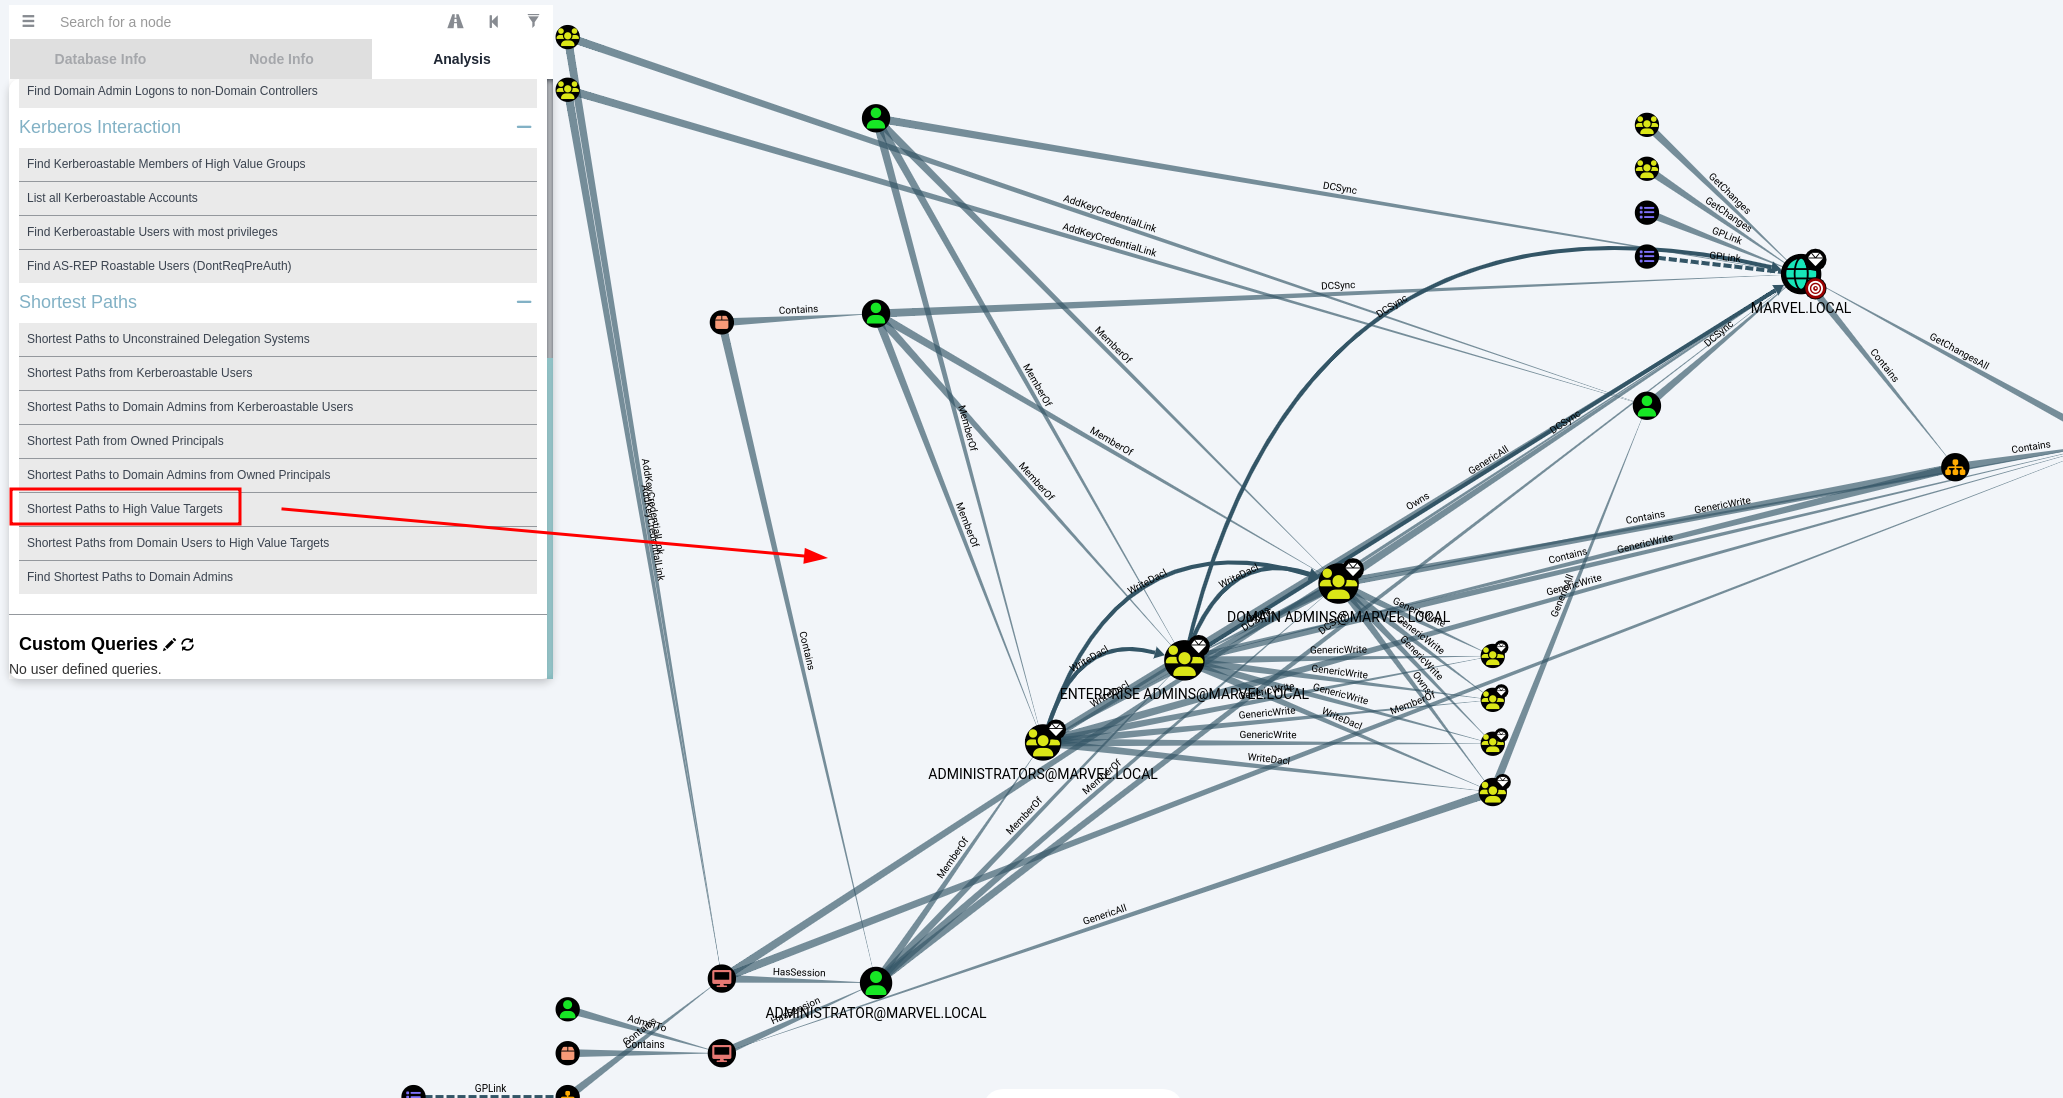 Search for a node
Database Info
Node Info
Analysis
Find Domain Admin Logons to non-Domain Controllers
Kerberos Interaction
Find Kerberoastable Members of High Value Groups
List all Kerberoastable Accounts
Find Kerberoastable Users with most privileges
Find AS-REP Roastable Users (DontReqPreAuth)
Shortest Paths
Shortest Paths to Unconstrained Delegation Systems
Shortest Paths from Kerberoastable Users
Shortest Paths to Domain Admins from Kerberoastable Users
Shortest Path from Owned Principals
Shortest Paths to Domain Admins from Owned Principals
Shortest Paths to High Value Targets
Shortest Paths from Domain Users to High Value Targets
Find Shortest Paths to Domain Admins
Custom Queries
No user defined queries.
DCSync
AddKeyCredentialLink
AddKeyCredentialLink
GetChanges
GetChanges
GPLink
GPLink
MARVEL.LOCAL
DCSync
DCSync
Contains
MemberOf
DCSync
GetChangesAll
Contains
MemberOf
MemberOf
MemberOf
MemberOf
MemberOf
DCSync
GenericAll
Contains
Owns
GenericWrite
Contains
GenericWrite
Contains
GenericWrite
GenericAll
AddKeyCredentialLink
AddKeyCredentialLink
WriteDacl
WriteDacl
DOMAIN ADMINS@MARVEL.LOCAL
DCSync
DCSync
GenericWrite
GenericWrite
GenericWrite
Owns
MemberOf
Contains
WriteDacl
GenericWrite
GenericWrite
GenericWrite
ENTERPRISE ADMINS@MARVEL.LOCAL
WriteDacl
GenericWrite
GenericWrite
WriteDacl
GenericWrite
WriteDacl
ADMINISTRATORS@MARVEL.LOCAL
MemberOf
MemberOf
MemberOf
GenericAll
HasSession
ADMINISTRATOR@MARVEL.LOCAL
HasSession
AdminTo
Contains
Contains
GPLink